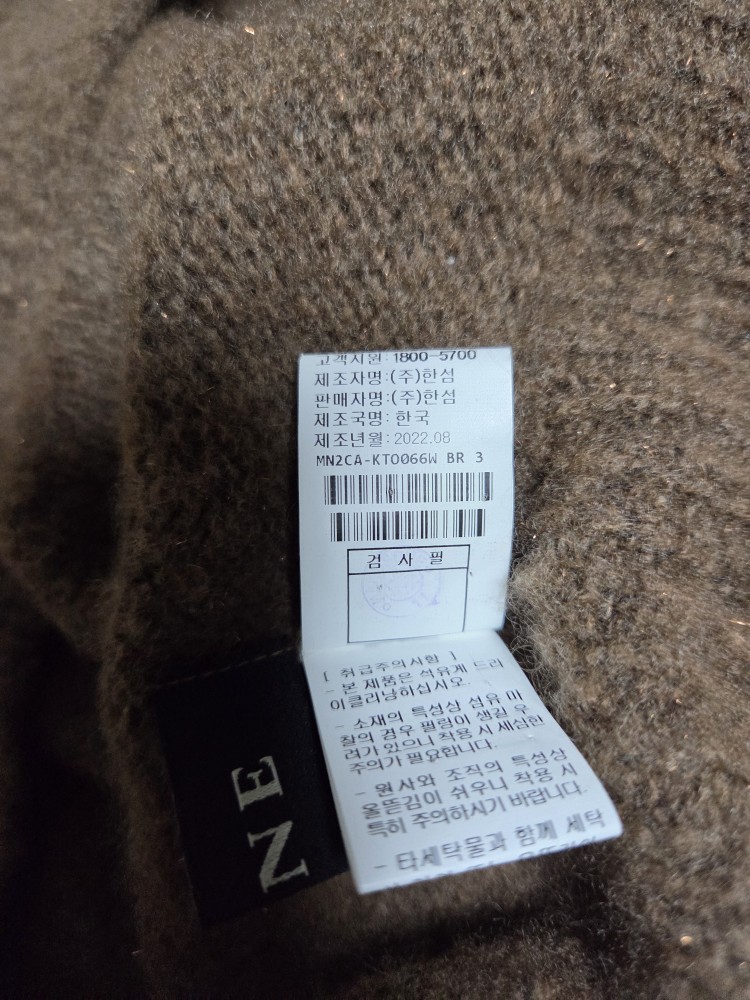 고객지원: 1800-5700
제조자명:(주)한섬
판매자명:(주)한섬
제조국명: 한국
제조년월: 2022.08
MN2CA-KTO066W BR 3
검 사 필
[ 취급주의사항 ]
- 본 제품은 석유계 드라
이클리닝하십시오.
- 소재의 특성상 섬유 마
찰의 경우 필링이 생길 우
려가 있으니 착용 시 세심한
주의가 필요합니다.
- 원사와 조직의 특성상
올뜯김이 쉬우니 착용 시
특히 주의하시기 바랍니다.
- 타세탁물과 함께 세탁
NE